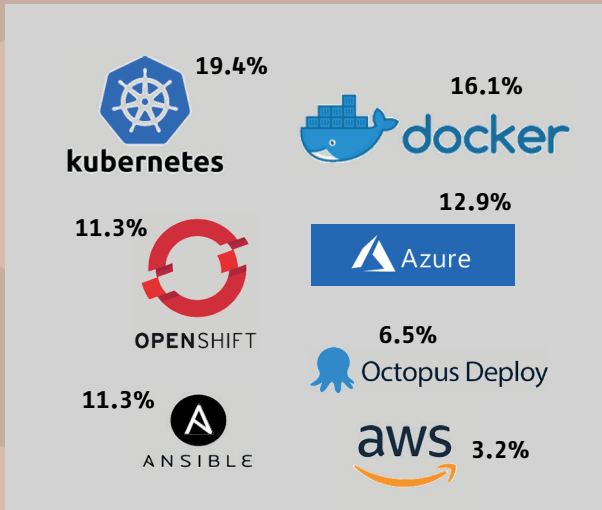 19.4%
kubernetes
16.1%
docker
11.3%
OPENSHIFT
12.9%
Azure
6.5%
Octopus Deploy
11.3%
ANSIBLE
aws
3.2%